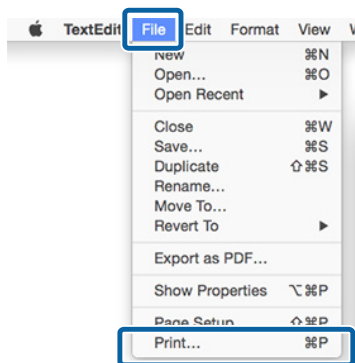 TextEdit File Edit Format View
New ⌘N
Open... ⌘O
Open Recent ▶
Close ⌘W
Save... ⌘S
Duplicate ⇧⌘S
Rename...
Move To...
Revert To ▶
Export as PDF...
Show Properties ⌥⌘P
Page Setup ⇧⌘P
Print... ⌘P